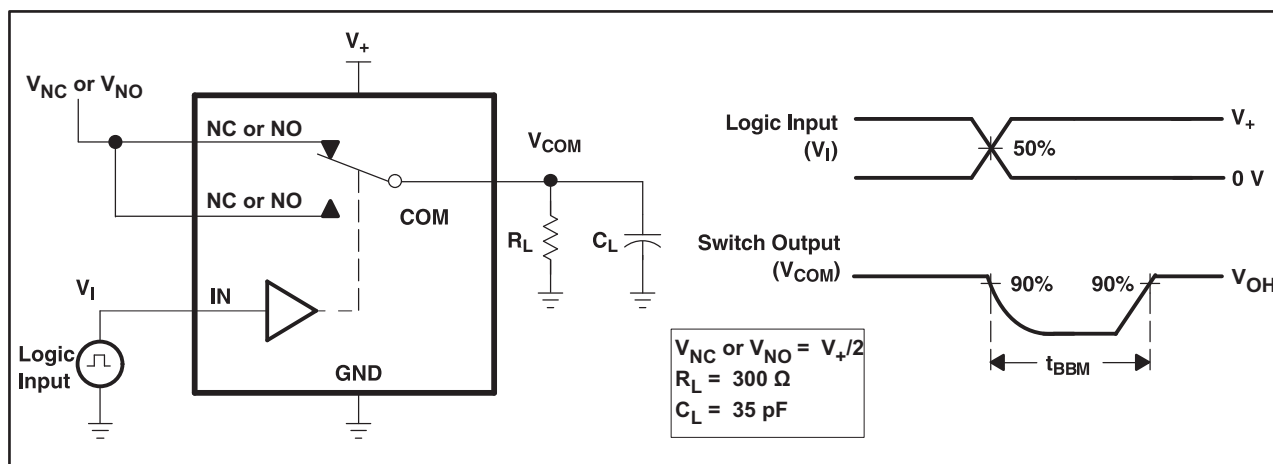 V+
VNC or VNO
NC or NO
NC or NO
VCOM
COM
RL
CL
VI
IN
Logic
Input
GND
VNC or VNO = V+/2
RL = 300 Ω
CL = 35 pF
Logic Input
(VI)
V+
50%
0 V
Switch Output
(VCOM)
90%
90%
VOH
tBBM